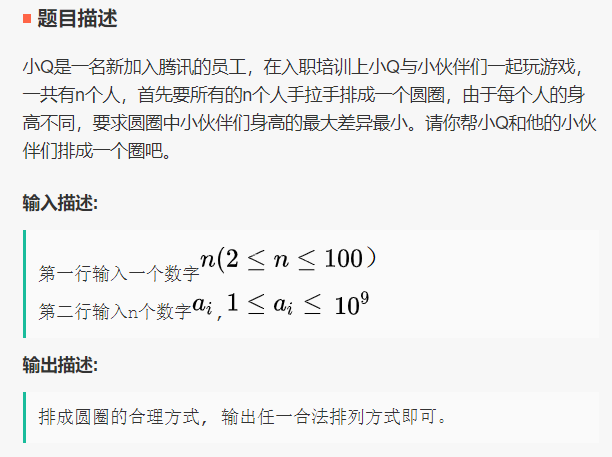 题目描述
小Q是一名新加入腾讯的员工，在入职培训上小Q与小伙伴们一起玩游戏，
一共有n个人，首先要所有的n个人手拉手排成一个圆圈，由于每个人的身
高不同，要求圆圈中小伙伴们身高的最大差异最小。请你帮小Q和他的小伙
伴们排成一个圈吧。
输入描述:
第一行输入一个数字n(2 ≤ n ≤ 100）
第二行输入n个数字aᵢ, 1 ≤ aᵢ ≤ 10⁹
输出描述:
排成圆圈的合理方式，输出任一合法排列方式即可。